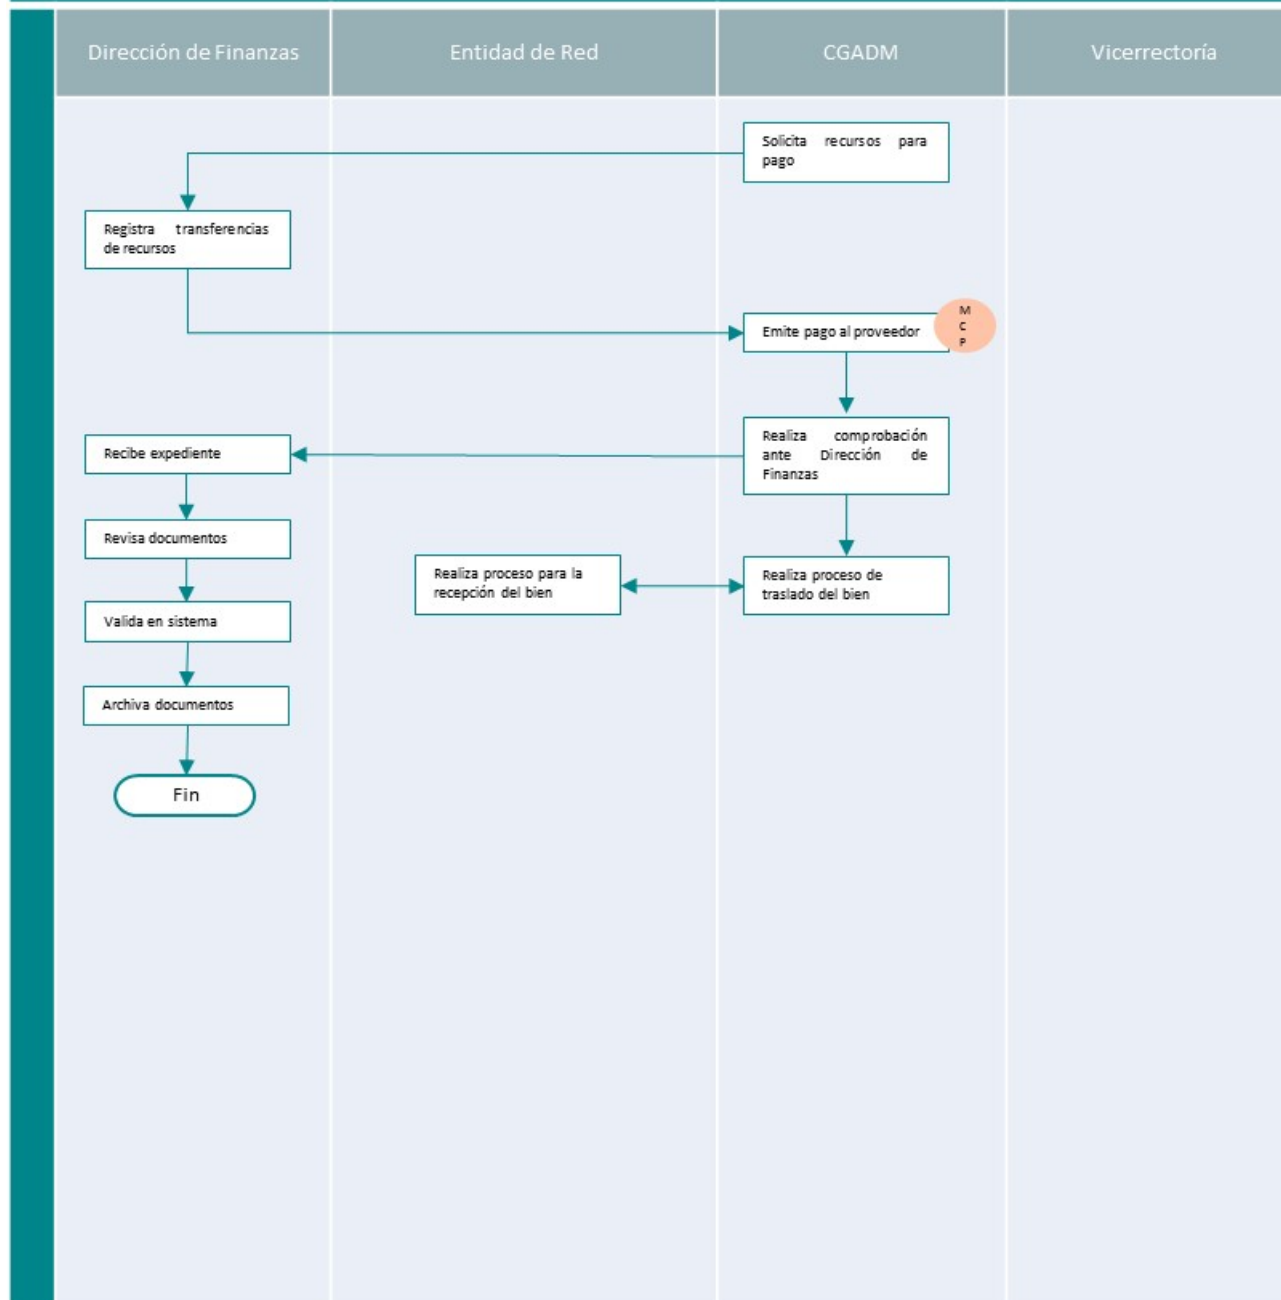 Dirección de Finanzas
Entidad de Red
CGADM
Vicerrectoría
Solicita recursos para
pago
Registra transferencias
de recursos
Emite pago al proveedor
M
C
P
Realiza comprobación
ante Dirección de
Finanzas
Recibe expediente
Revisa documentos
Realiza proceso para la
recepción del bien
Realiza proceso de
traslado del bien
Valida en sistema
Archiva documentos
Fin